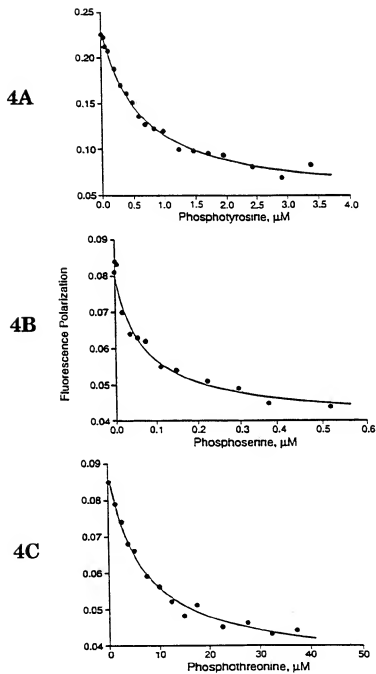 4A
0.25
0.20
0.15
0.10
0.05
0.0 0.5 1.0 1.5 2.0 2.5 3.0 3.5 4.0
Phosphotyrosine, μM
4B
Fluorescence Polarization
0.09
0.08
0.07
0.06
0.05
0.04
0.0 0.1 0.2 0.3 0.4 0.5 0.6
Phosphoserine, μM
4C
0.09
0.08
0.07
0.06
0.05
0.04
0 10 20 30 40 50
Phosphothreonine, μM